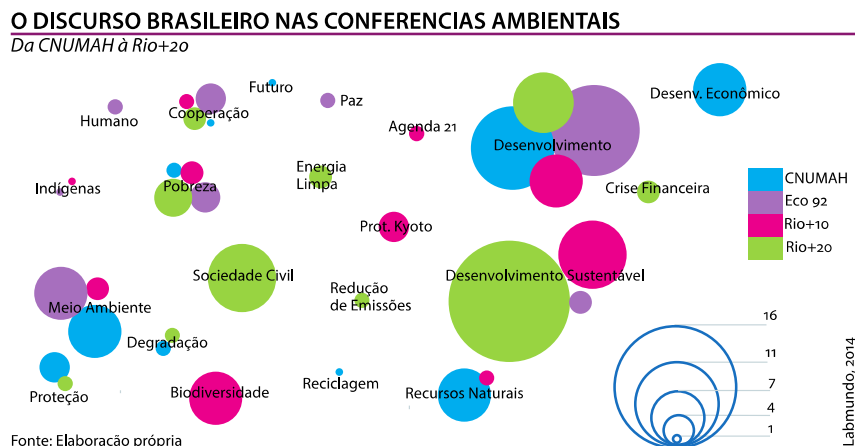 O DISCURSO BRASILEIRO NAS CONFERENCIAS AMBIENTAIS
Da CNUMAH à Rio+20
Futuro
Desenv. Econômico
Paz
Humano
Cooperação
Agenda 21
Desenvolvimento
Energia
Limpa
CNUMAH
Indígenas
Pobreza
Crise Financeira
Eco 92
Rio+10
Prot. Kyoto
Rio+20
Sociedade Civil
Desenvolvimento Sustentavel
Redução
de Emissões
Meio Ambiente
16
Degradação
11
Reciclagem
7
Proteção
Biodiversidade
Recursos Naturais
4
1
Fonte: Elaboração própria
Labmundo, 2014